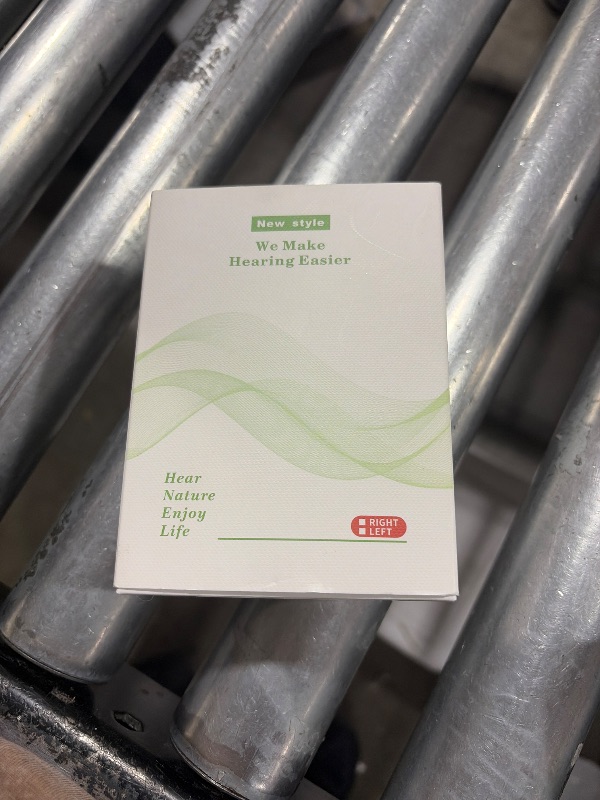 New style
We Make
Hearing Easier
Hear
Nature
Enjoy
Life
RIGHT
LEFT